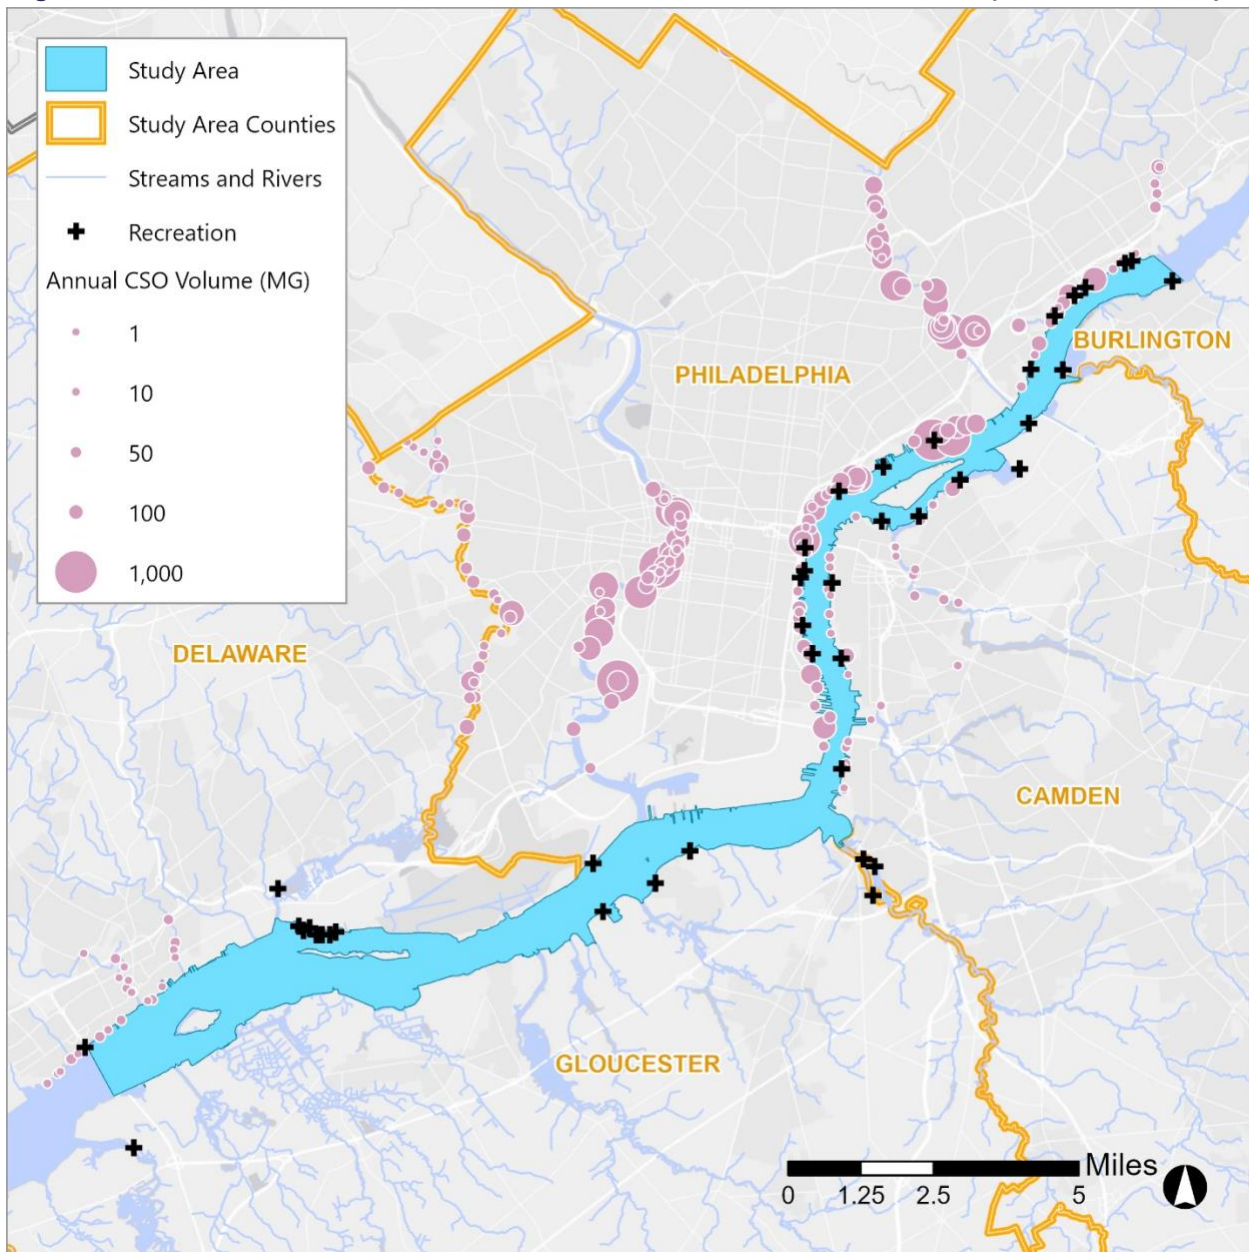 Study Area
Study Area Counties
Streams and Rivers
Recreation
Annual CSO Volume (MG)
1
10
50
100
1,000
BURLINGTON
PHILADELPHIA
DELAWARE
CAMDEN
GLOUCESTER
Miles
0 1.25 2.5 5